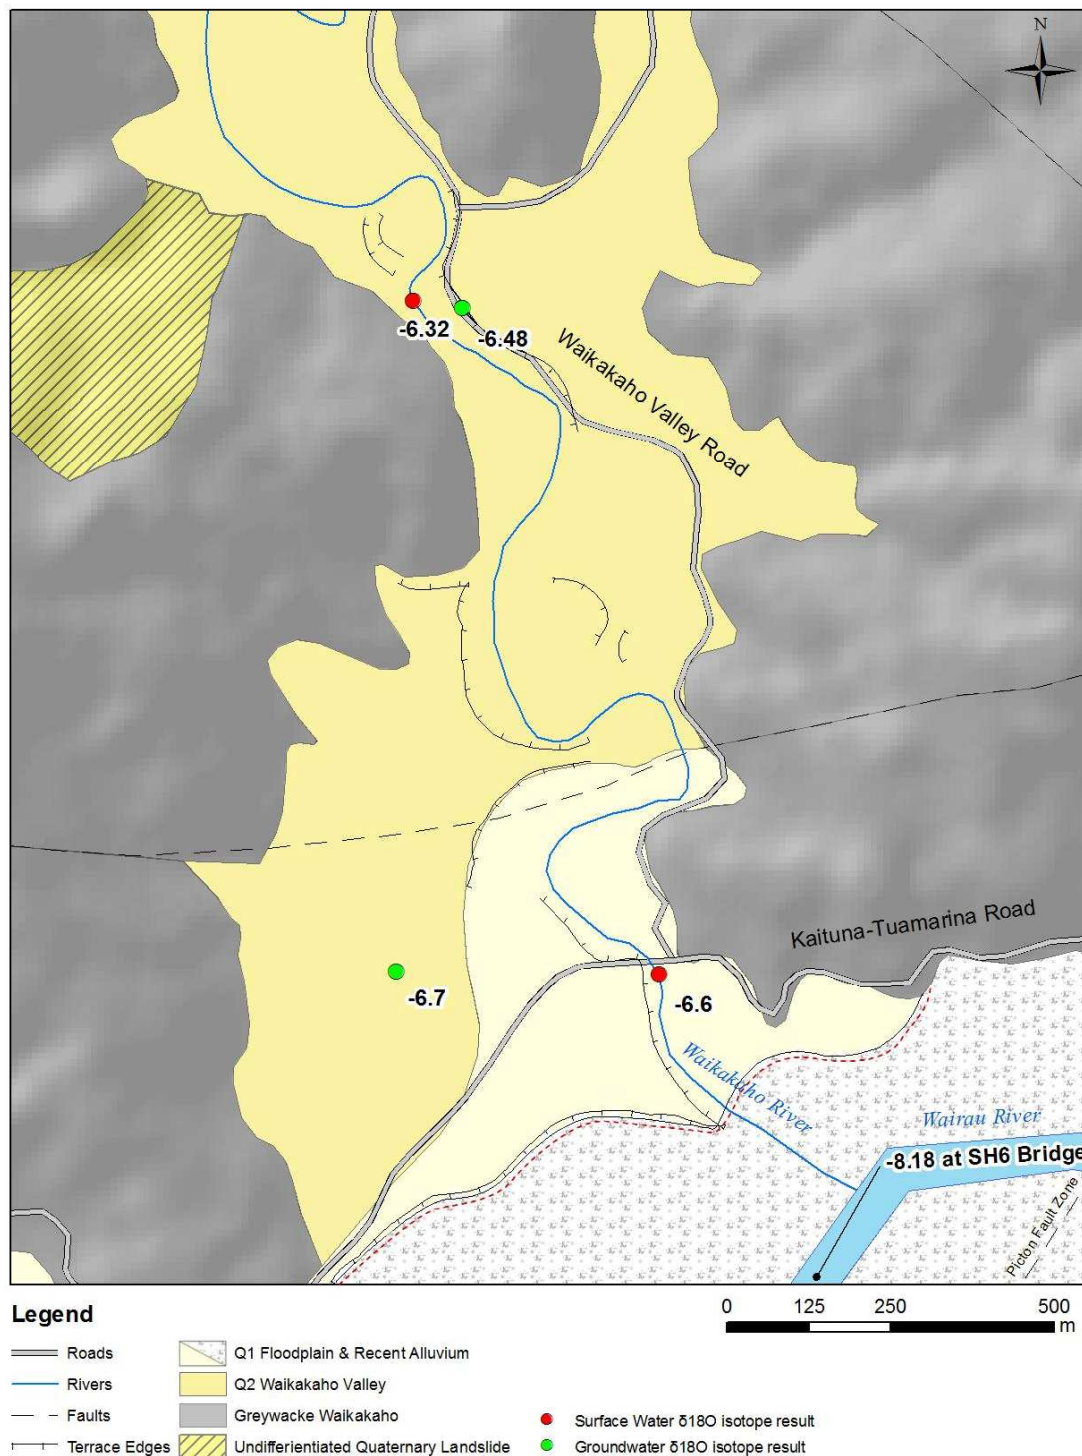 N
-6.32
-6.48
Waikakaho Valley Road
Kaituna-Tuamarina Road
-6.7
-6.6
Waikakaho River
Wairau River
-8.18 at SH6 Bridge
Picton Fault Zone
Legend
0 125 250 500
m
Roads
Q1 Floodplain & Recent Alluvium
Rivers
Q2 Waikakaho Valley
Faults
Greywacke Waikakaho
Surface Water δ18O isotope result
Terrace Edges
Undifferientiated Quaternary Landslide
Groundwater δ18O isotope result